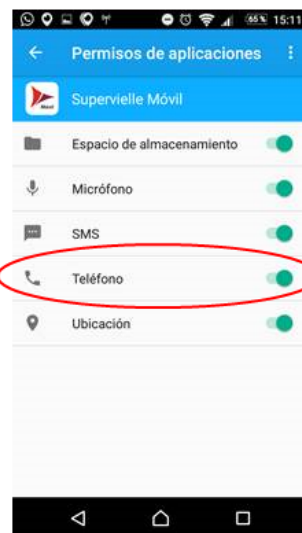 65% 15:11
Permisos de aplicaciones
Supervielle Móvil
Espacio de almacenamiento
Micrófono
SMS
Teléfono
Ubicación